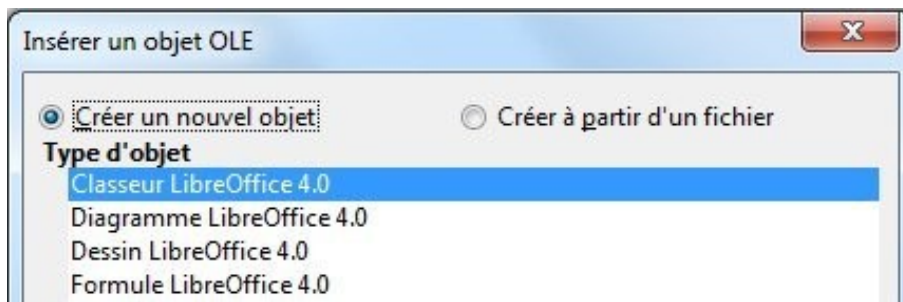 Insérer un objet OLE
Créer un nouvel objet Créer à partir d'un fichier
Type d'objet
Classeur LibreOffice 4.0
Diagramme LibreOffice 4.0
Dessin LibreOffice 4.0
Formule LibreOffice 4.0